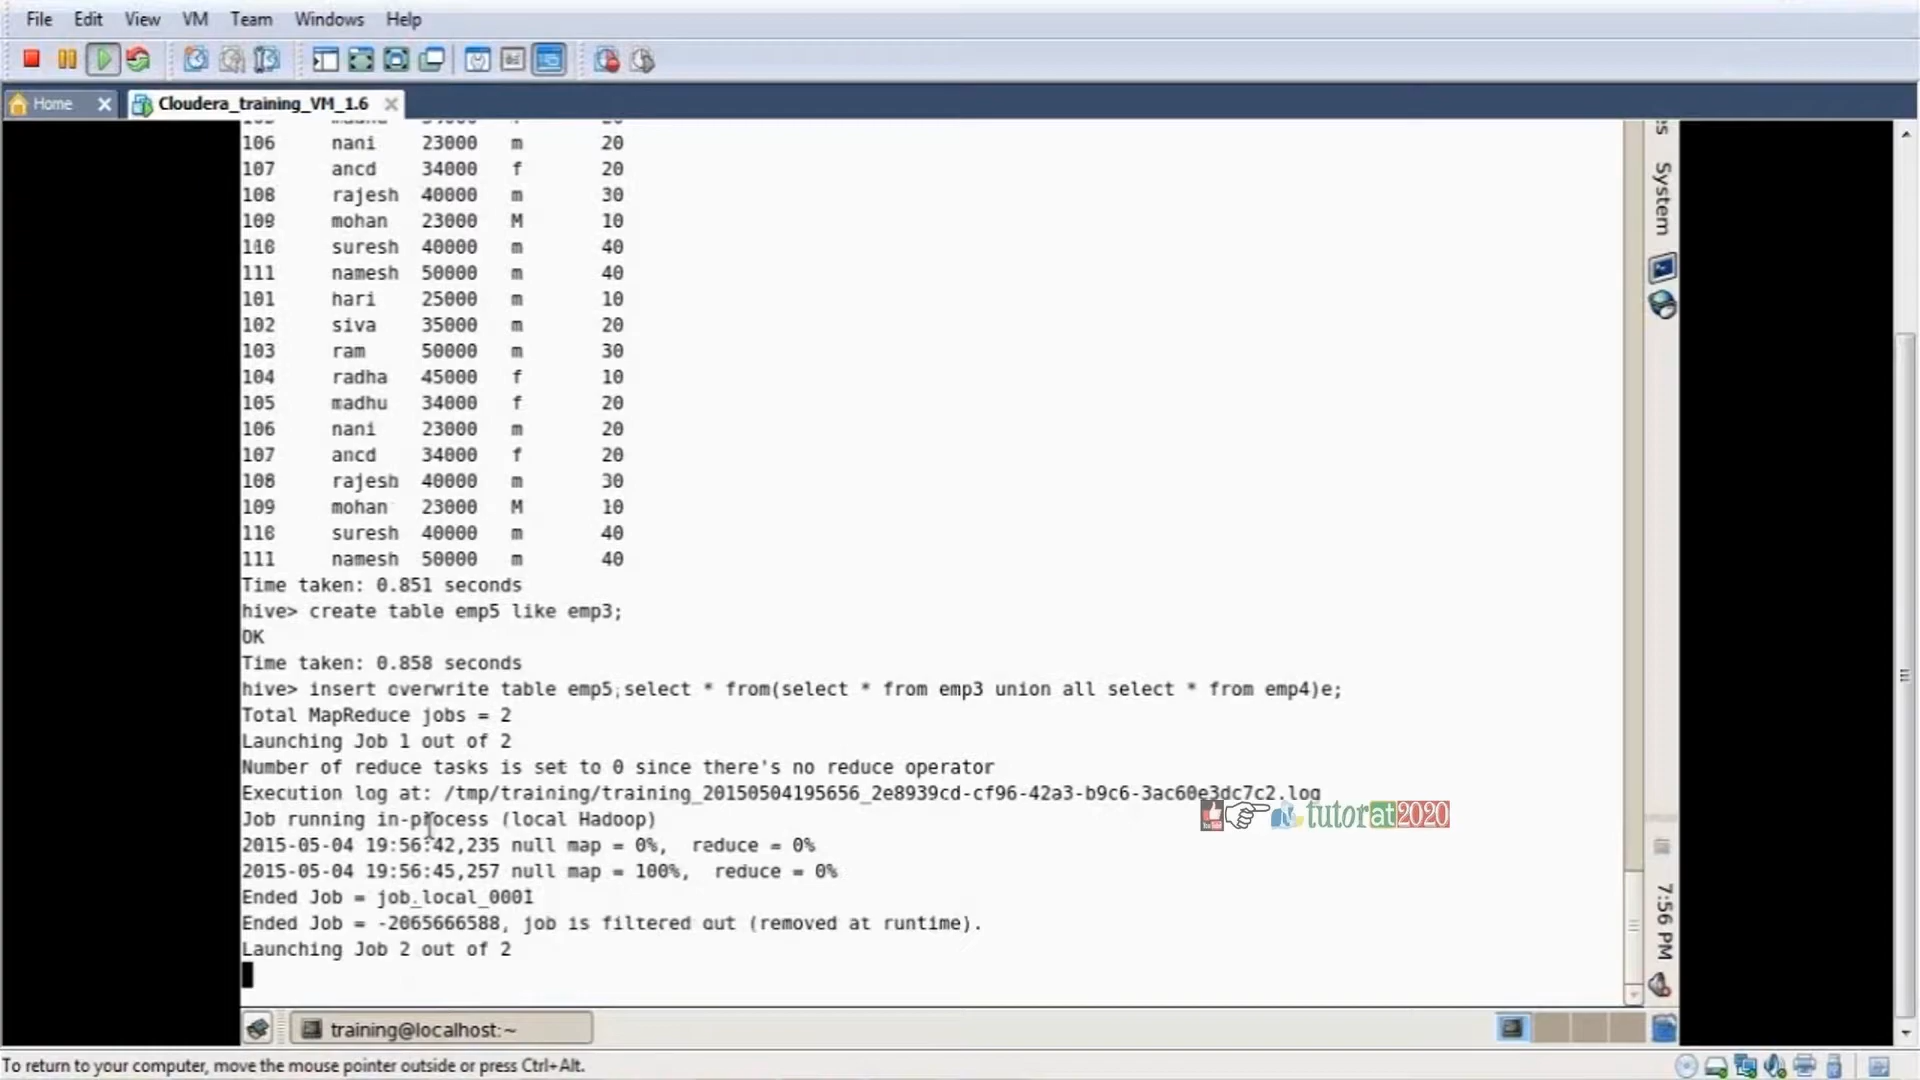 File Edit View VM Team Windows Help
Home Cloudera_training_VM_1.6
106 nani 23000 m 20
107 ancd 34000 f 20
108 rajesh 40000 m 30
109 mohan 23000 M 10
110 suresh 40000 m 40
111 namesh 50000 m 40
101 hari 25000 m 10
102 siva 35000 m 20
103 ram 50000 m 30
104 radha 45000 f 10
105 madhu 34000 f 20
106 nani 23000 m 20
107 ancd 34000 f 20
108 rajesh 40000 m 30
109 mohan 23000 M 10
110 suresh 40000 m 40
111 namesh 50000 m 40
Time taken: 0.851 seconds
hive> create table emp5 like emp3;
OK
Time taken: 0.858 seconds
hive> insert overwrite table emp5 select * from(select * from emp3 union all select * from emp4)e;
Total MapReduce jobs = 2
Launching Job 1 out of 2
Number of reduce tasks is set to 0 since there's no reduce operator
Execution log at: /tmp/training/training_20150504195656_2e8939cd-cf96-42a3-b9c6-3ac60e3dc7c2.log
Job running in-process (local Hadoop)
2015-05-04 19:56:42,235 null map = 0%, reduce = 0%
2015-05-04 19:56:45,257 null map = 100%, reduce = 0%
Ended Job = job_local_0001
Ended Job = -2065666588, job is filtered out (removed at runtime).
Launching Job 2 out of 2
System
tutorat2020
7:56 PM
training@localhost:~
To return to your computer, move the mouse pointer outside or press Ctrl+Alt.